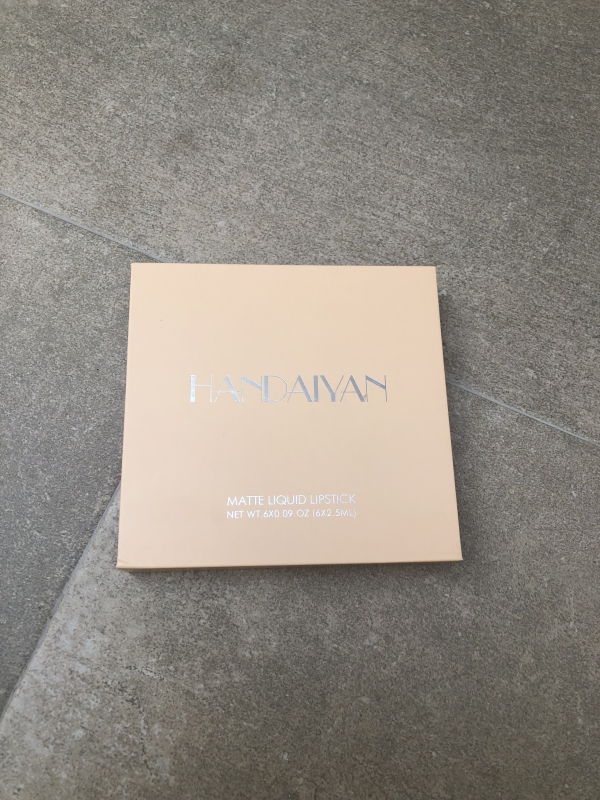 HANDAIYAN
MATTE LIQUID LIPSTICK
NET WT.6X0.09 OZ (6X2.5ML)